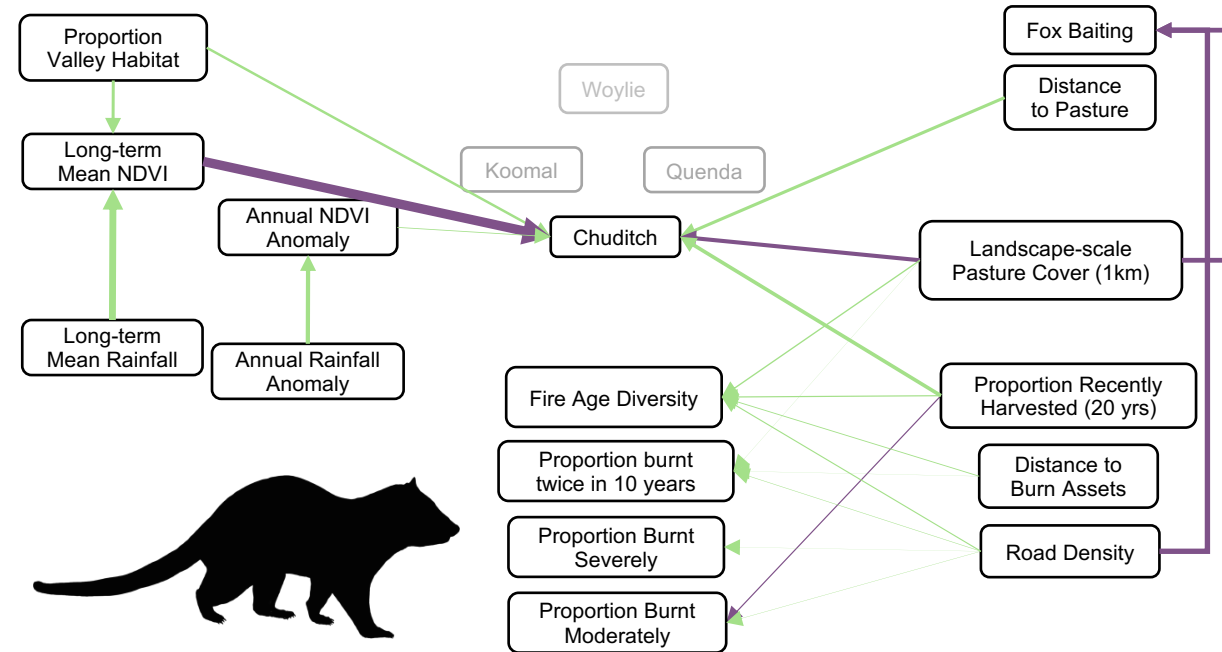 Proportion
Valley Habitat
Fox Baiting
Woylie
Distance
to Pasture
Long-term
Mean NDVI
Koomal
Quenda
Annual NDVI
Anomaly
Chuditch
Landscape-scale
Pasture Cover (1km)
Long-term
Mean Rainfall
Annual Rainfall
Anomaly
Fire Age Diversity
Proportion Recently
Harvested (20 yrs)
Proportion burnt
twice in 10 years
Distance to
Burn Assets
Proportion Burnt
Severely
Road Density
Proportion Burnt
Moderately